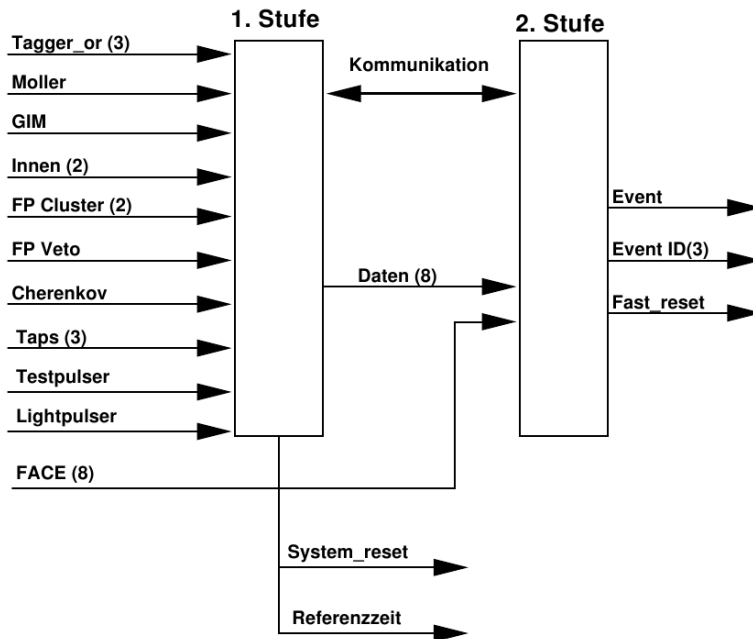 1. Stufe
2. Stufe
Tagger_or (3)
Kommunikation
Moller
GIM
Innen (2)
FP Cluster (2)
Event
FP Veto
Event ID(3)
Daten (8)
Cherenkov
Fast_reset
Taps (3)
Testpulser
Lightpulser
FACE (8)
System_reset
Referenzzeit